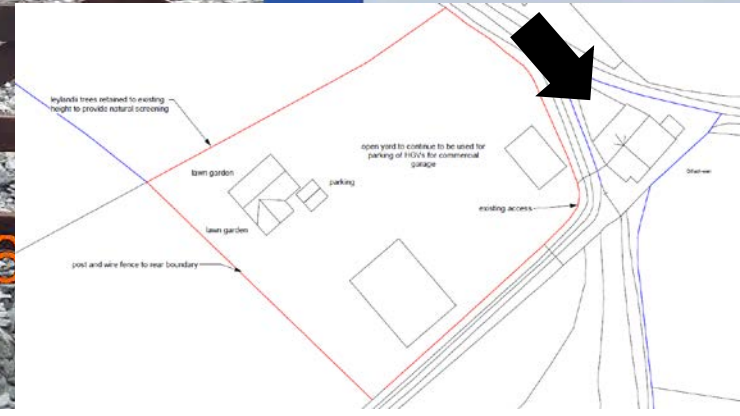 leylandii trees retained to existing
height to provide natural screening
open yard to continue to be used for
parking of HGVs for commercial
garage
lawn garden
parking
existing access
lawn garden
post and wire fence to rear boundary